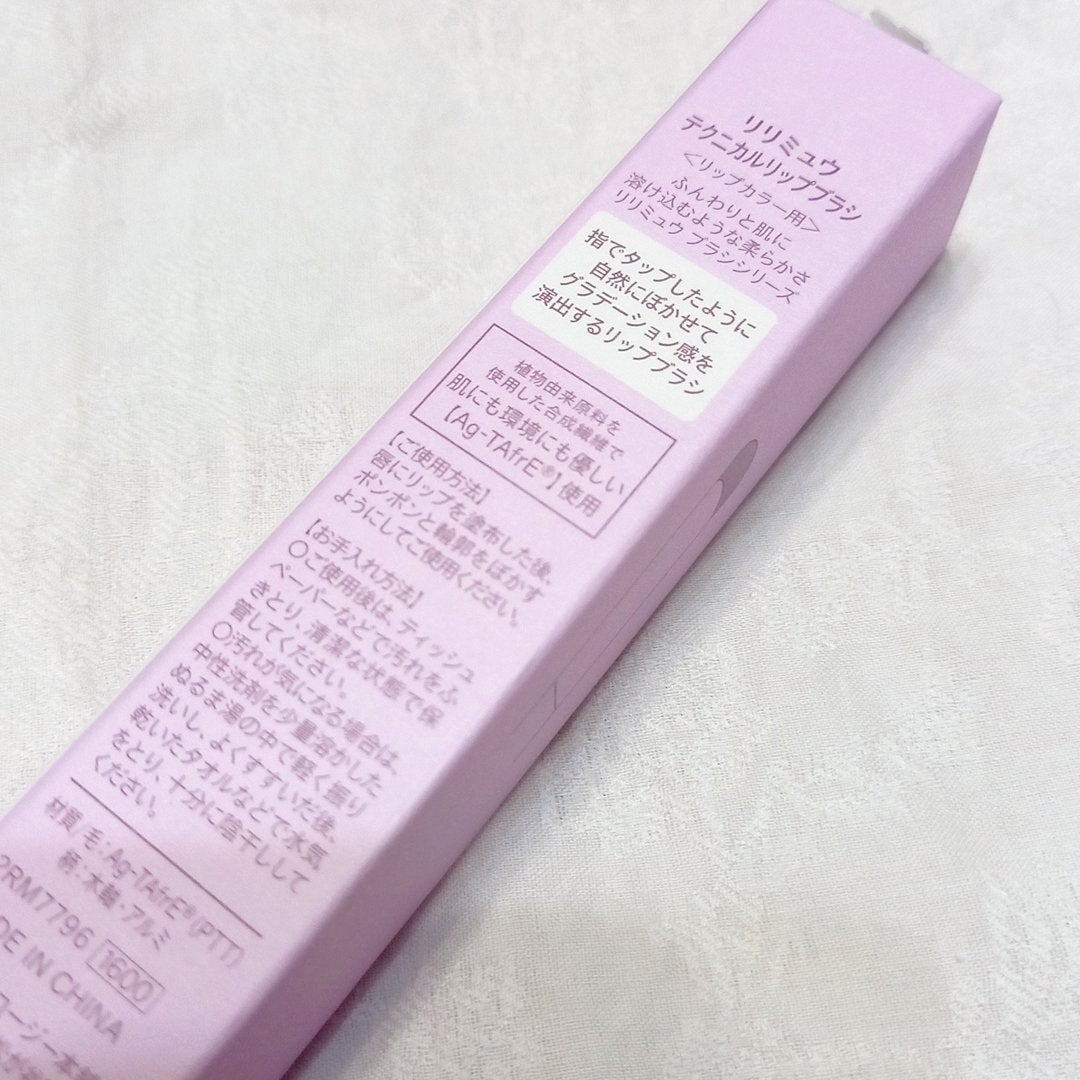 リリミュウ
テクニカルリップブラシ
＜リップカラー用＞
ふんわりと肌に
溶け込むような柔らかさ
リリミュウ ブラシシリーズ
指でタップしたように
自然にぼかせて
グラデーション感を
演出するリップブラシ
植物由来原料を
使用した合成繊維で
肌にも環境にも優しい
【Ag-TAfrE®】使用
【ご使用方法】
唇にリップを塗布した後、
ポンポンと輪郭をぼかす
ようにしてご使用ください。
【お手入れ方法】
○ご使用後は、ティッシュ
ペーパーなどで汚れをふ
きとり、清潔な状態で保
管してください。
○汚れが気になる場合は、
中性洗剤を少量溶かした
ぬるま湯の中で軽く振り
洗いし、よくすすいだ後、
乾いたタオルなどで水気
をとり、十分に陰干しして
ください。
材質/毛：Ag-TAfrE®(PTT)
柄：木軸・アルミ
2RM7796 1600
DE IN CHINA
コージー本